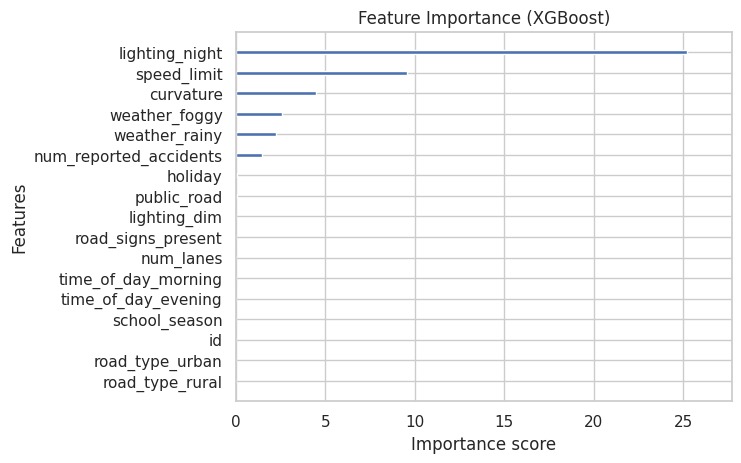 Feature Importance (XGBoost)
lighting_night
speed_limit
curvature
weather_foggy
weather_rainy
num_reported_accidents
holiday
public_road
lighting_dim
road_signs_present
num_lanes
time_of_day_morning
time_of_day_evening
school_season
id
road_type_urban
road_type_rural
Features
0 5 10 15 20 25
Importance score